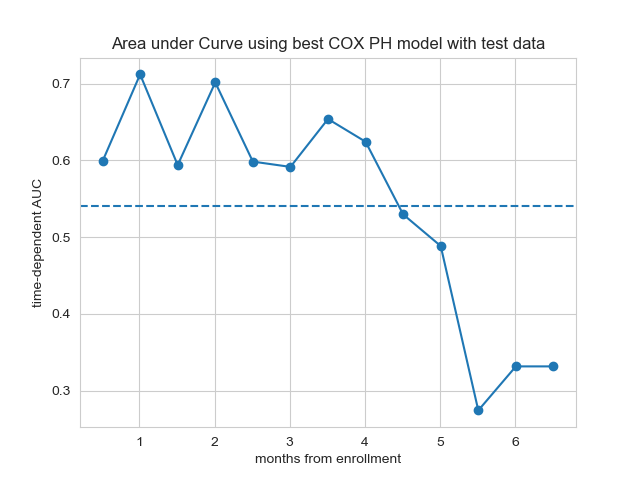 Area under Curve using best COX PH model with test data
time-dependent AUC
0.7
0.6
0.5
0.4
0.3
1 2 3 4 5 6
months from enrollment